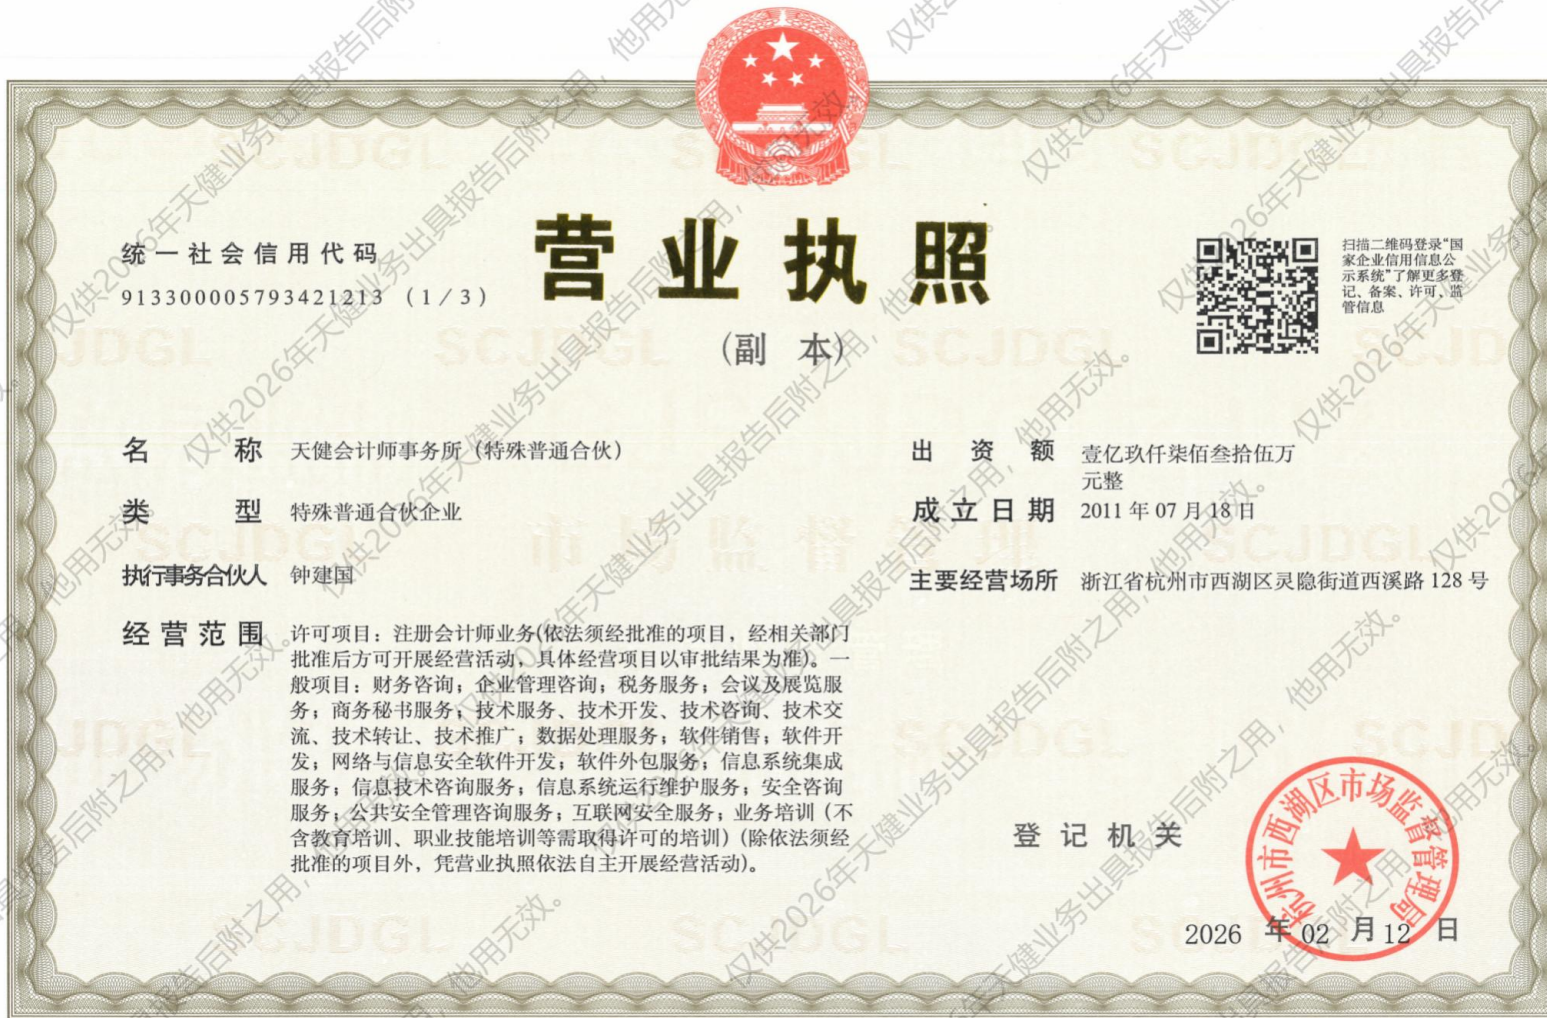 统一社会信用代码
913300005793421213 (1/3)
营业执照
(副 本)
扫描二维码登录“国
家企业信用信息公
示系统”了解更多登
记、备案、许可、监
管信息
名 称 天健会计师事务所（特殊普通合伙）
类 型 特殊普通合伙企业
执行事务合伙人 钟建国
经营范围 许可项目：注册会计师业务(依法须经批准的项目，经相关部门
批准后方可开展经营活动，具体经营项目以审批结果为准)。一
般项目：财务咨询；企业管理咨询；税务服务；会议及展览服
务；商务秘书服务；技术服务、技术开发、技术咨询、技术交
流、技术转让、技术推广；数据处理服务；软件销售；软件开
发；网络与信息安全软件开发；软件外包服务；信息系统集成
服务；信息技术咨询服务；信息系统运行维护服务；安全咨询
服务；公共安全管理咨询服务；互联网安全服务；业务培训（不
含教育培训、职业技能培训等需取得许可的培训）(除依法须经
批准的项目外，凭营业执照依法自主开展经营活动)。
出 资 额 壹亿玖仟柒佰叁拾伍万
元整
成立日期 2011年07月18日
主要经营场所 浙江省杭州市西湖区灵隐街道西溪路128号
登记机关
杭州市西湖区市场监督管理局
2026 年 02 月 12 日
仅供2026年天健业务出具报告后附之用，他用无效。
SCJDGL
市场监督管理